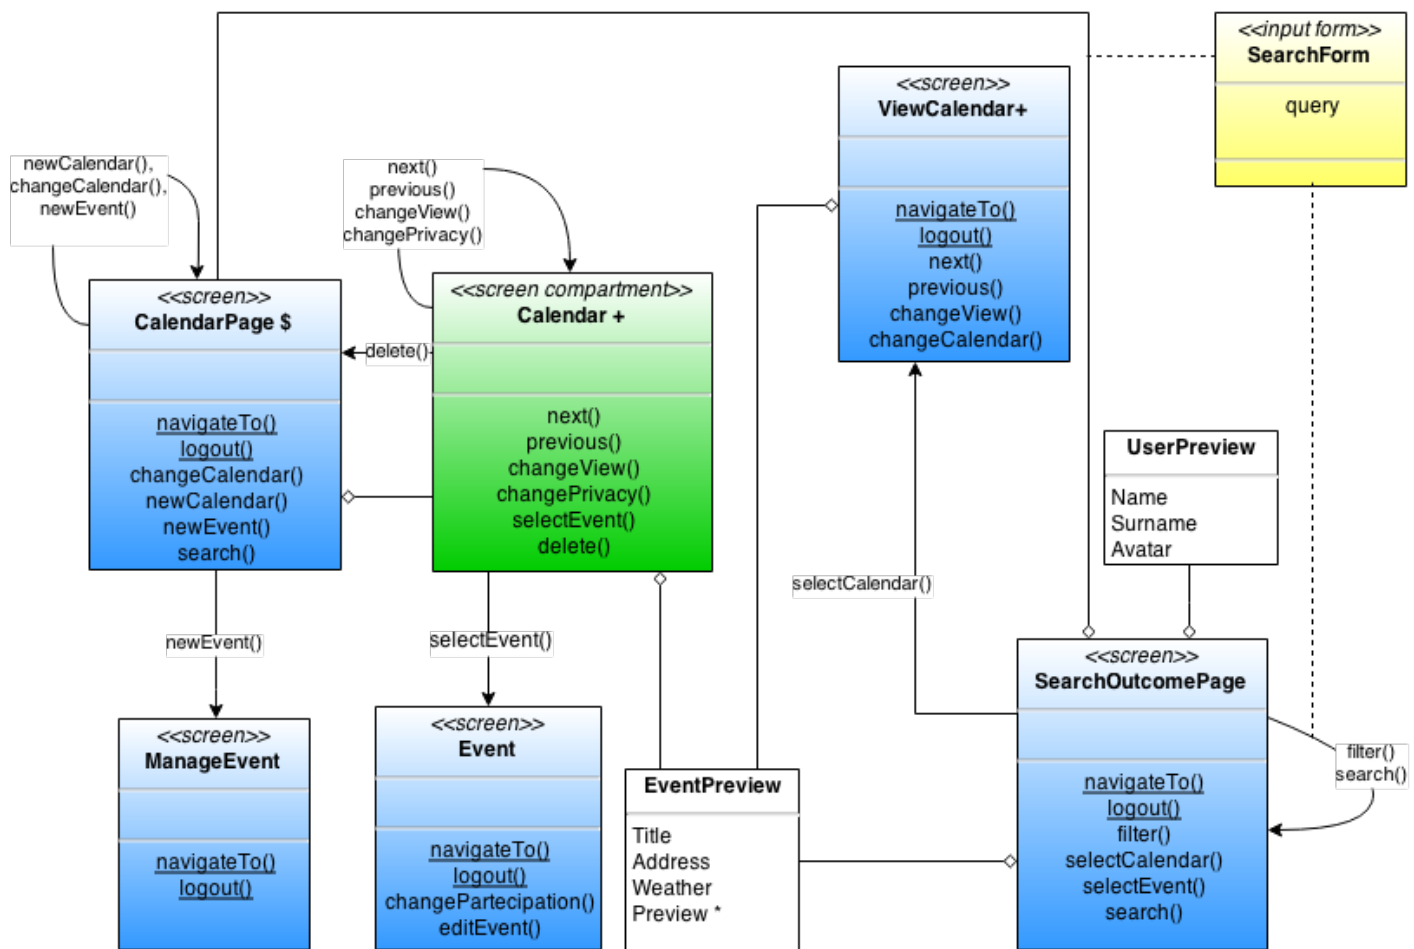 <<input form>>
SearchForm
query
<<screen>>
ViewCalendar+
navigateTo()
logout()
next()
previous()
changeView()
changeCalendar()
newCalendar(),
changeCalendar(),
newEvent()
next()
previous()
changeView()
changePrivacy()
<<screen>>
CalendarPage $
navigateTo()
logout()
changeCalendar()
newCalendar()
newEvent()
search()
delete()
<<screen compartment>>
Calendar +
next()
previous()
changeView()
changePrivacy()
selectEvent()
delete()
UserPreview
Name
Surname
Avatar
selectCalendar()
newEvent()
selectEvent()
<<screen>>
SearchOutcomePage
navigateTo()
logout()
filter()
selectCalendar()
selectEvent()
search()
filter()
search()
<<screen>>
ManageEvent
navigateTo()
logout()
<<screen>>
Event
navigateTo()
logout()
changePartecipation()
editEvent()
EventPreview
Title
Address
Weather
Preview *